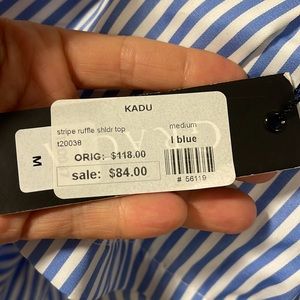 KADU
stripe ruffle shldr top medium
t20038 l blue
ORIG: $118.00
sale: $84.00
# 56119
M